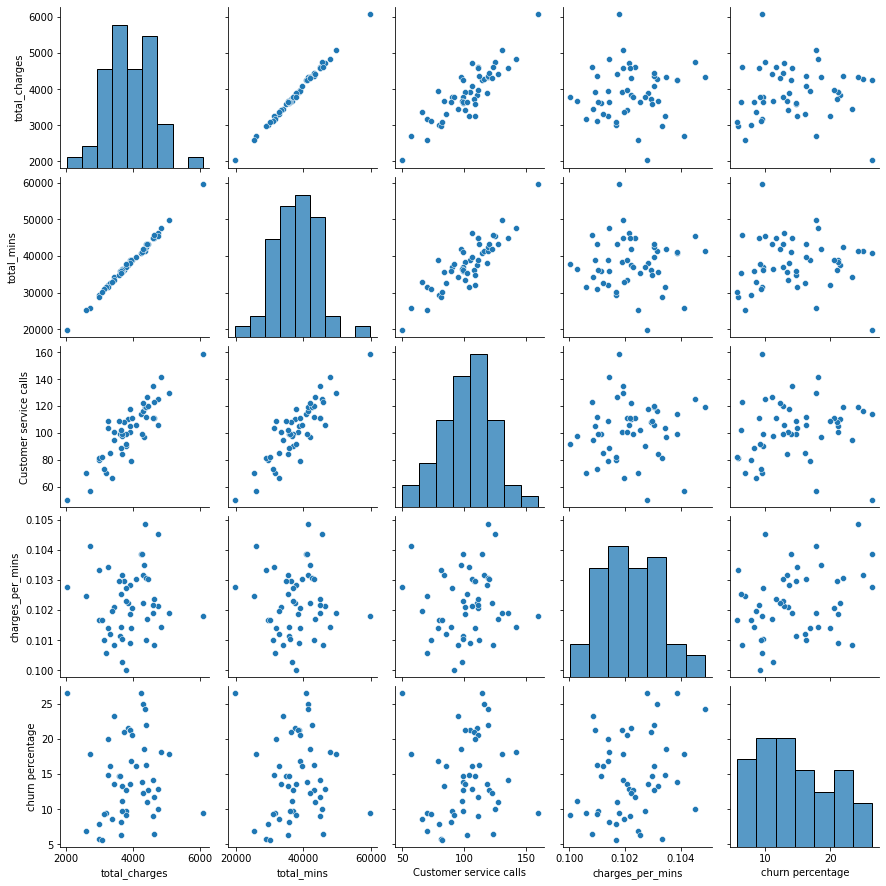 6000
5000
4000
3000
2000
total_charges
60000
50000
40000
30000
20000
total_mins
160
140
120
100
80
60
Customer service calls
0.105
0.104
0.103
0.102
0.101
0.100
charges_per_mins
25
20
15
10
5
churn percentage
2000 4000 6000
20000 40000 60000
50 100 150
0.100 0.102 0.104
10 20
total_charges
total_mins
Customer service calls
charges_per_mins
churn percentage